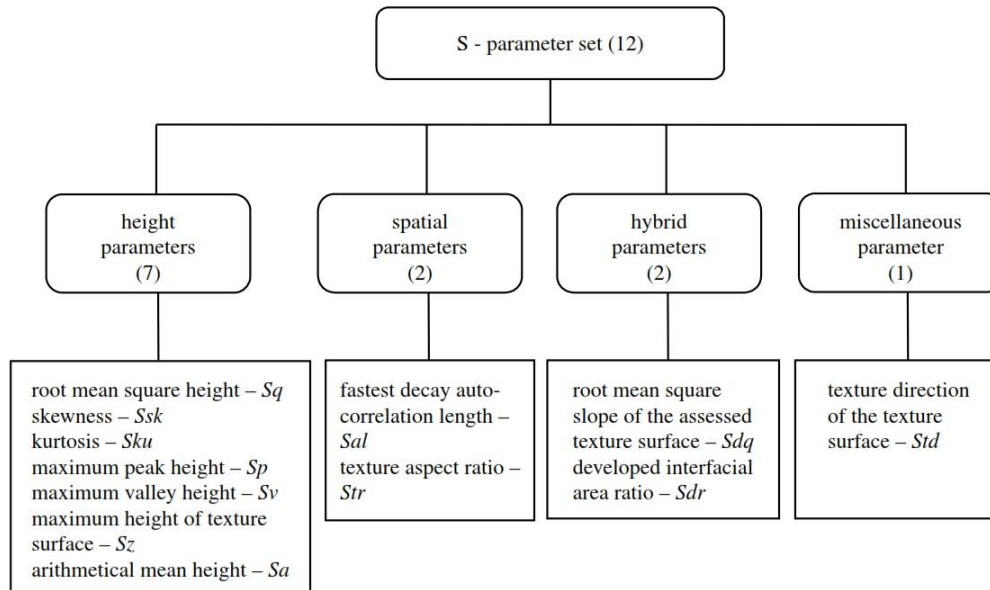 S - parameter set (12)
height
parameters
(7)
spatial
parameters
(2)
hybrid
parameters
(2)
miscellaneous
parameter
(1)
root mean square height – Sq
skewness – Ssk
kurtosis – Sku
maximum peak height – Sp
maximum valley height – Sv
maximum height of texture
surface – Sz
arithmetical mean height – Sa
fastest decay auto-
correlation length –
Sal
texture aspect ratio –
Str
root mean square
slope of the assessed
texture surface – Sdq
developed interfacial
area ratio – Sdr
texture direction
of the texture
surface – Std